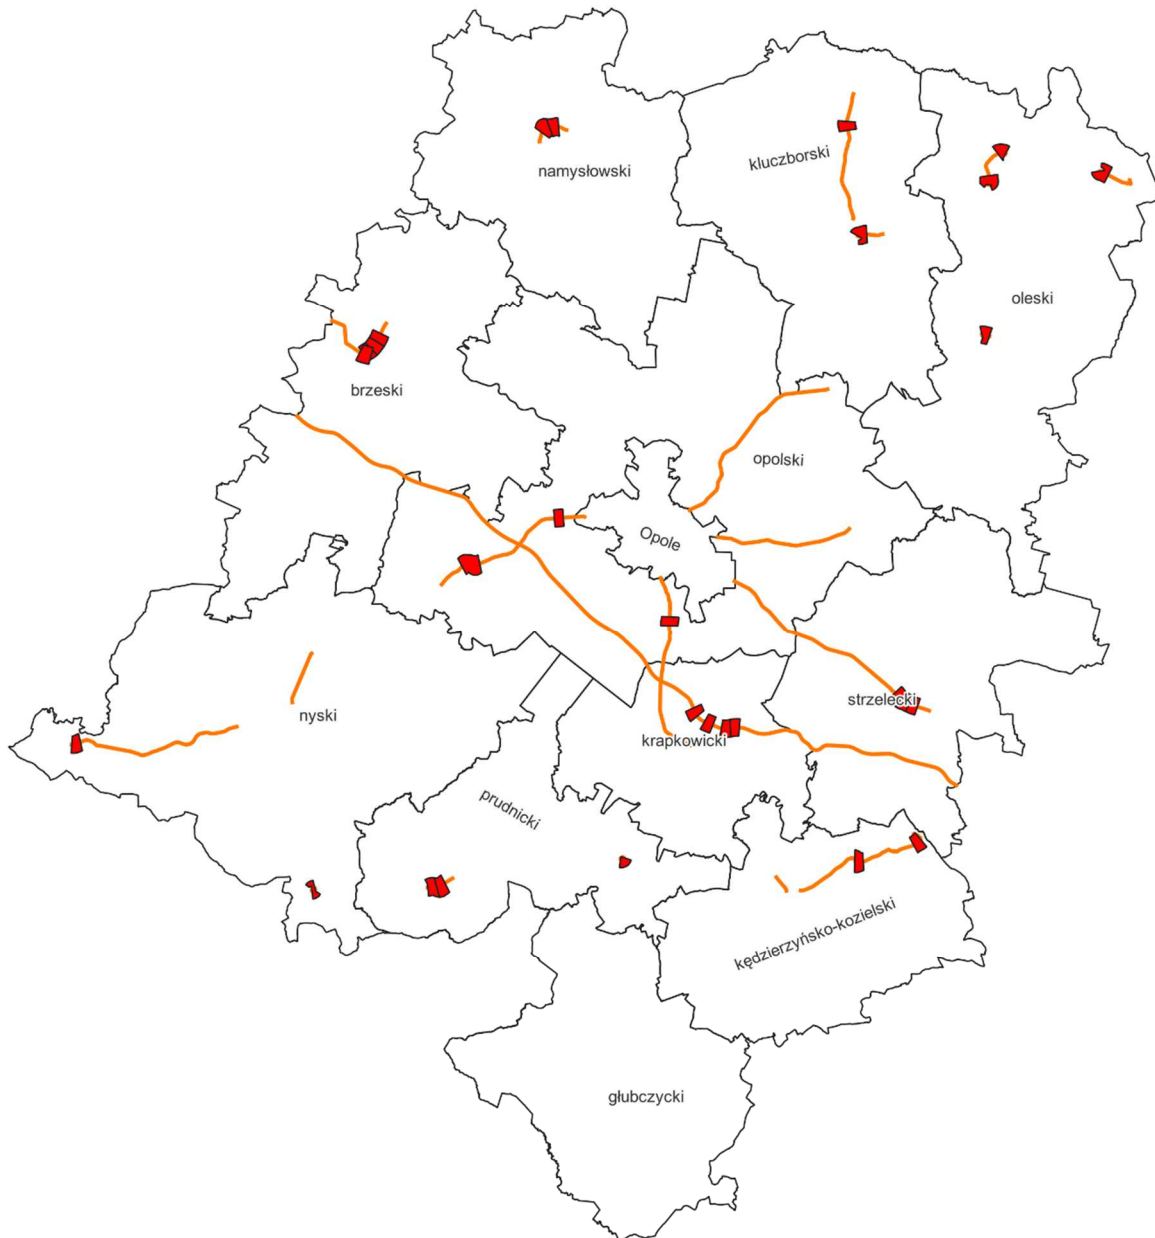 namysłowski
kluczborski
oleski
brzeski
opolski
Opole
strzelecki
nyski
krapkowicki
prudnicki
kędzierzyńsko-kozielski
głubczycki